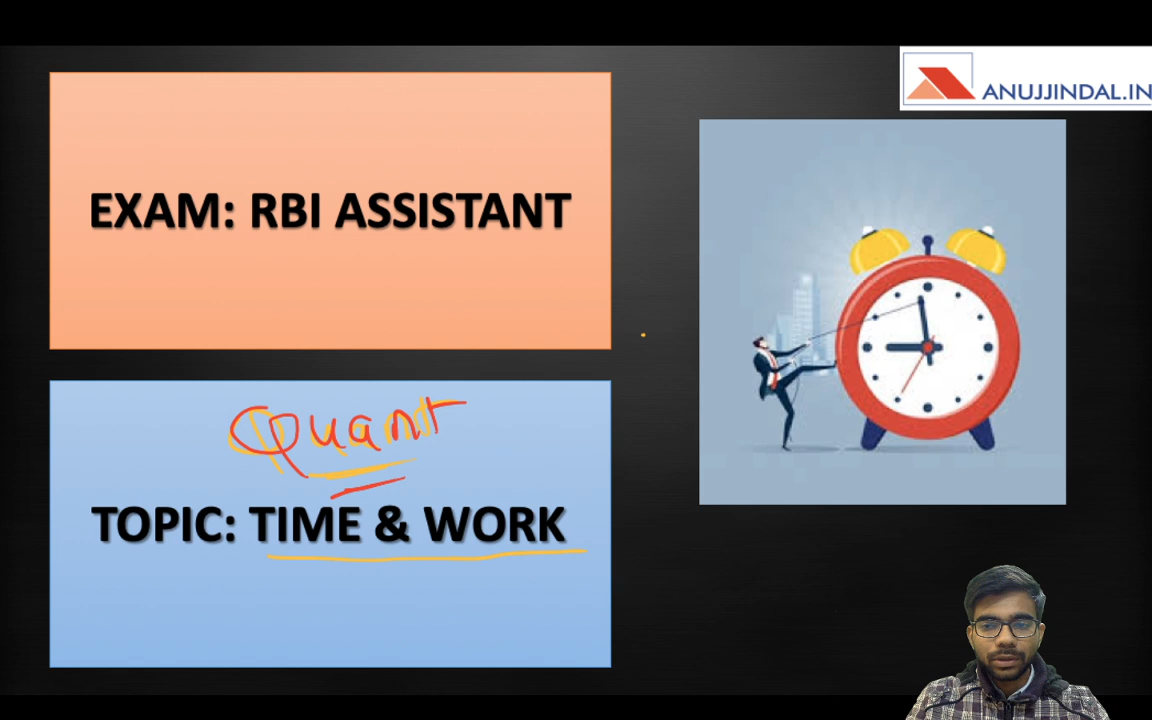 ANUJJINDAL.IN
EXAM: RBI ASSISTANT
Quant
TOPIC: TIME & WORK